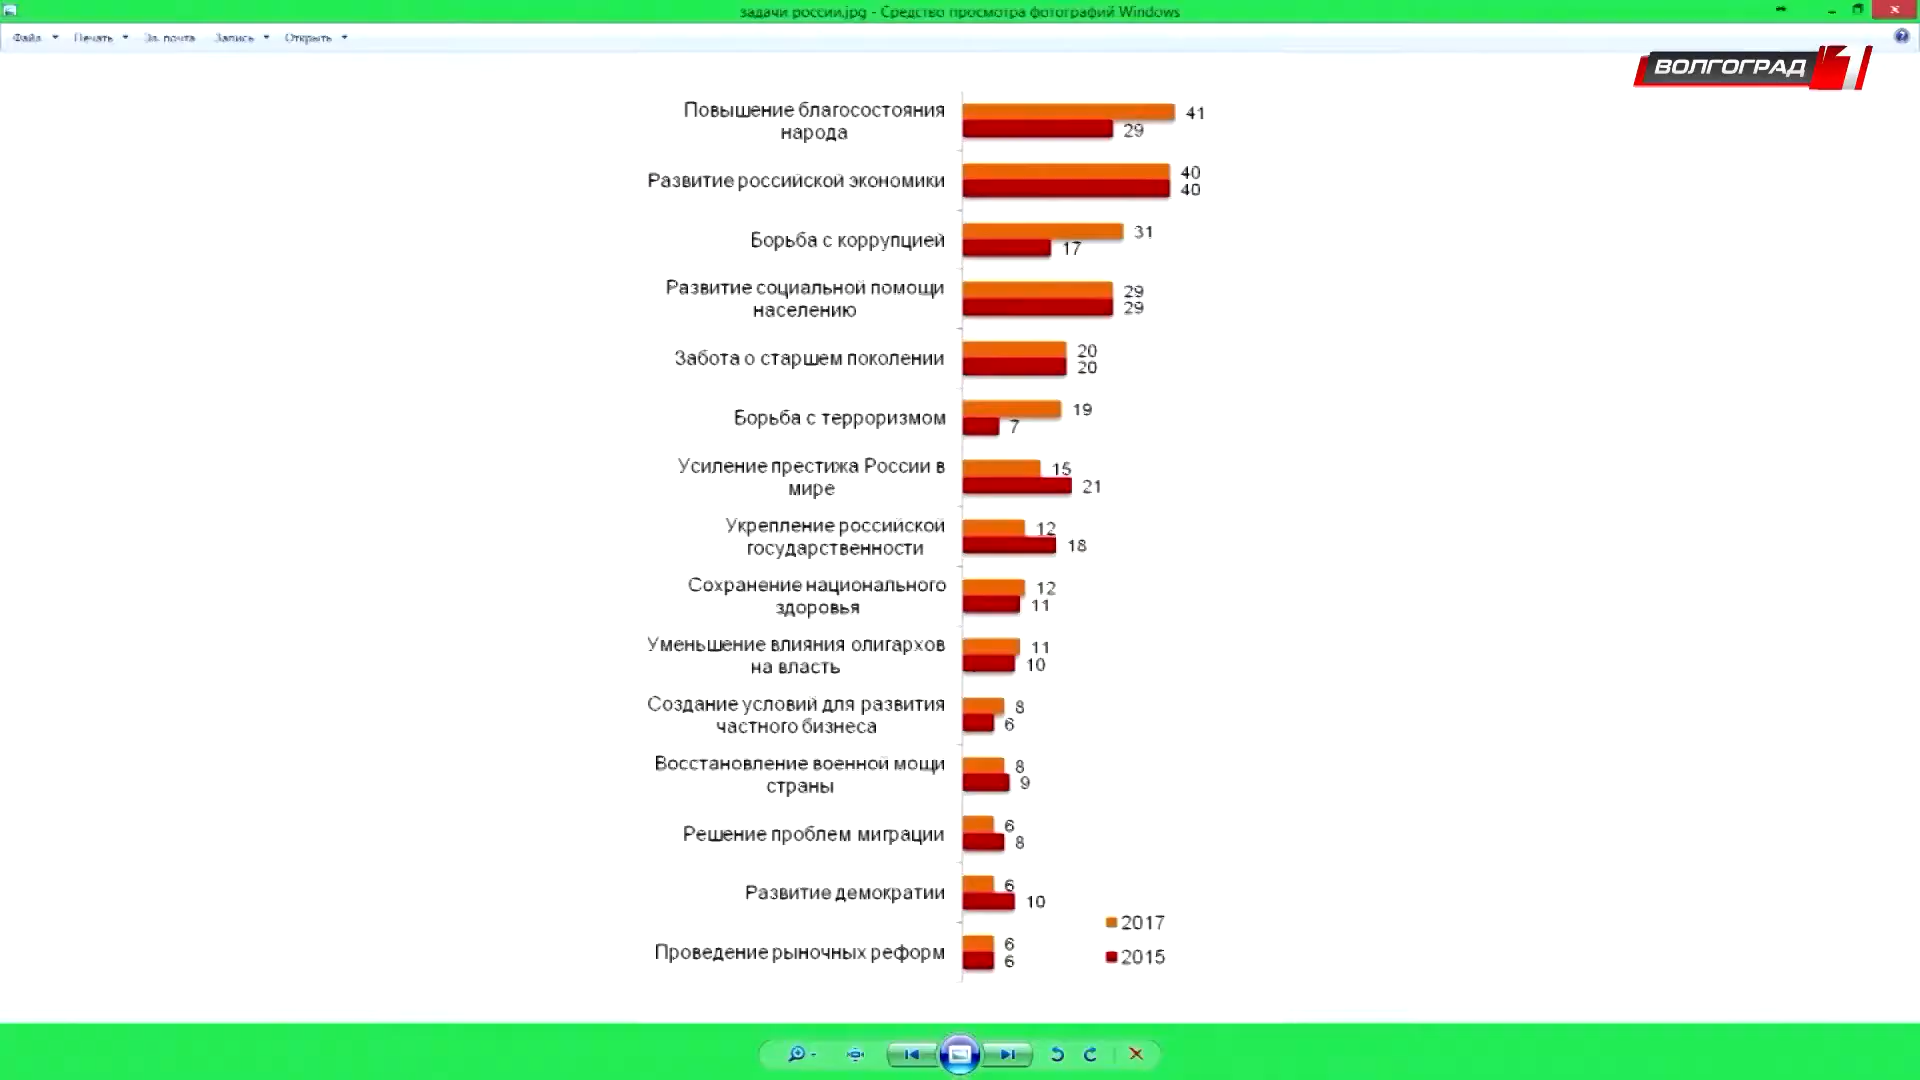 задачи россии.jpg - Средство просмотра фотографий Windows
Файл Печать Эл. почта Запись Открыть
ВОЛГОГРАД 1
Повышение благосостояния
народа
41
29
Развитие российской экономики
40
40
Борьба с коррупцией
31
17
Развитие социальной помощи
населению
29
29
Забота о старшем поколении
20
20
Борьба с терроризмом
19
7
Усиление престижа России в
мире
15
21
Укрепление российской
государственности
12
18
Сохранение национального
здоровья
12
11
Уменьшение влияния олигархов
на власть
11
10
Создание условий для развития
частного бизнеса
8
6
Восстановление военной мощи
страны
8
9
Решение проблем миграции
6
8
Развитие демократии
6
10
Проведение рыночных реформ
6
6
2017
2015